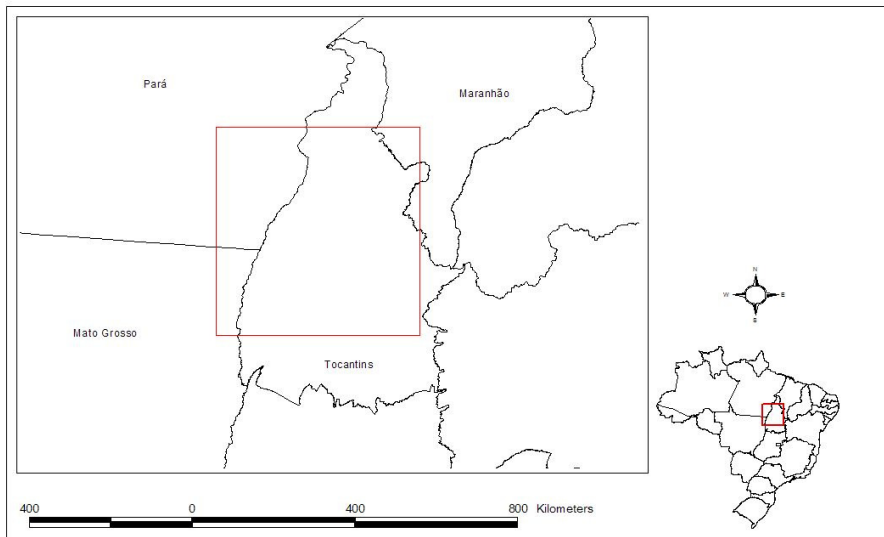 Pará
Maranhão
Mato Grosso
Tocantins
N
W
E
S
400
0
400
800
Kilometers